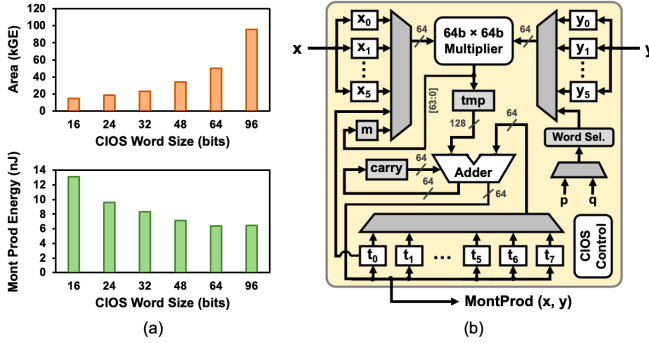 Area (kGE)
120
100
80
60
40
20
0
16 24 32 48 64 96
CIOS Word Size (bits)
Mont Prod Energy (nJ)
14
12
10
8
6
4
2
0
16 24 32 48 64 96
CIOS Word Size (bits)
(a)
x
x0
x1
x5
64
64b × 64b
Multiplier
64
y0
y1
y5
y
[63:0]
tmp
128
64
m
Word Sel.
p q
carry
64
64
Adder
64
t0 t1 ... t5 t6 t7
CIOS
Control
MontProd (x, y)
(b)